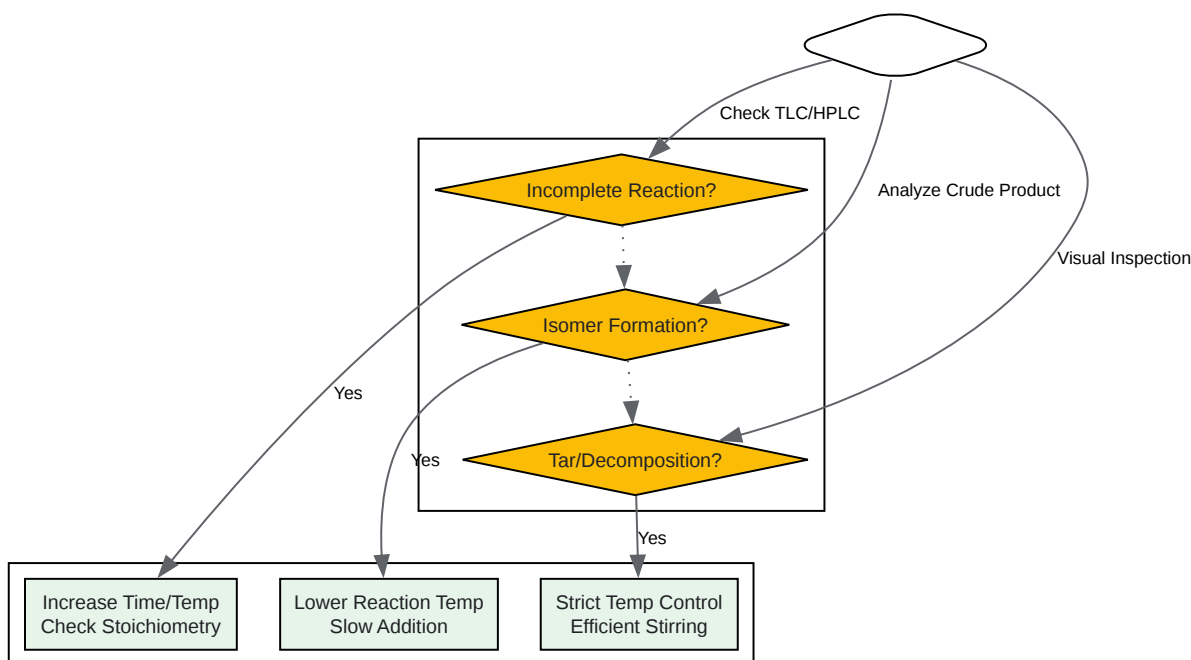 Check TLC/HPLC
Incomplete Reaction?
Analyze Crude Product
Visual Inspection
Isomer Formation?
Yes
Yes
Tar/Decomposition?
Yes
Increase Time/Temp
Check Stoichiometry
Lower Reaction Temp
Slow Addition
Strict Temp Control
Efficient Stirring